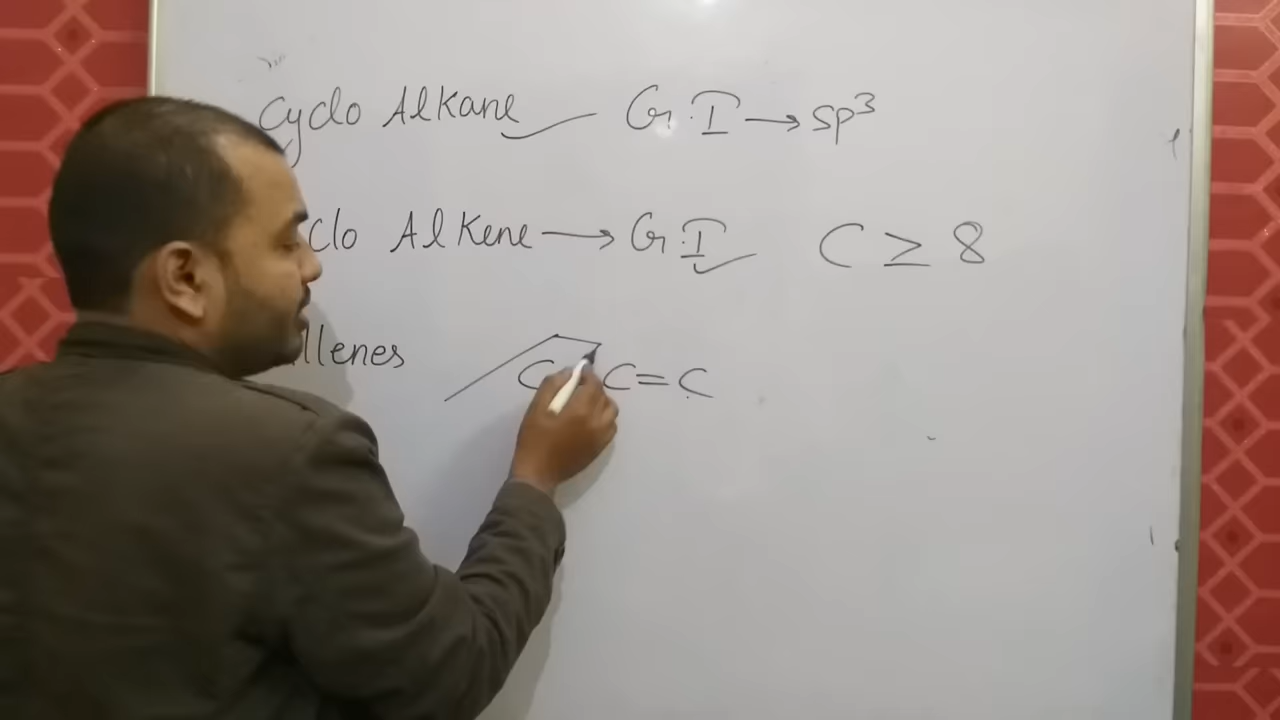 Cyclo Alkane G.I → sp³
clo Alkene → G.I C ≥ 8
llenes C C=C